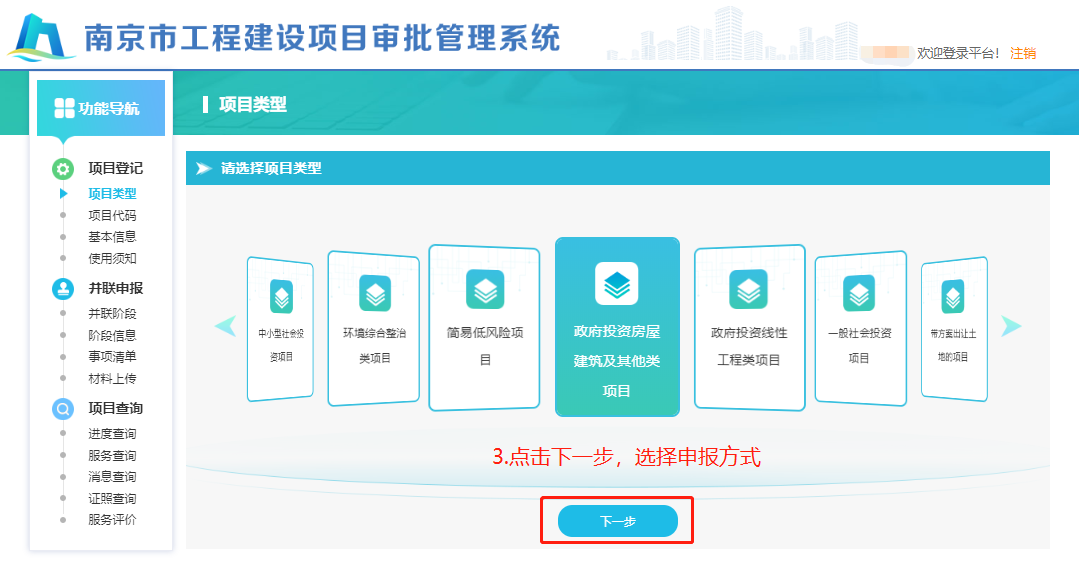 南京市工程建设项目审批管理系统
欢迎登录平台! 注销
功能导航
项目类型
项目登记
项目类型
项目代码
基本信息
使用须知
并联申报
并联阶段
阶段信息
事项清单
材料上传
项目查询
进度查询
服务查询
消息查询
证照查询
服务评价
请选择项目类型
中小型社会投
资项目
环境综合整治
类项目
简易低风险项
目
政府投资房屋
建筑及其他类
项目
政府投资线性
工程类项目
一般社会投资
项目
带方案出让土
地的项目
3.点击下一步，选择申报方式
下一步